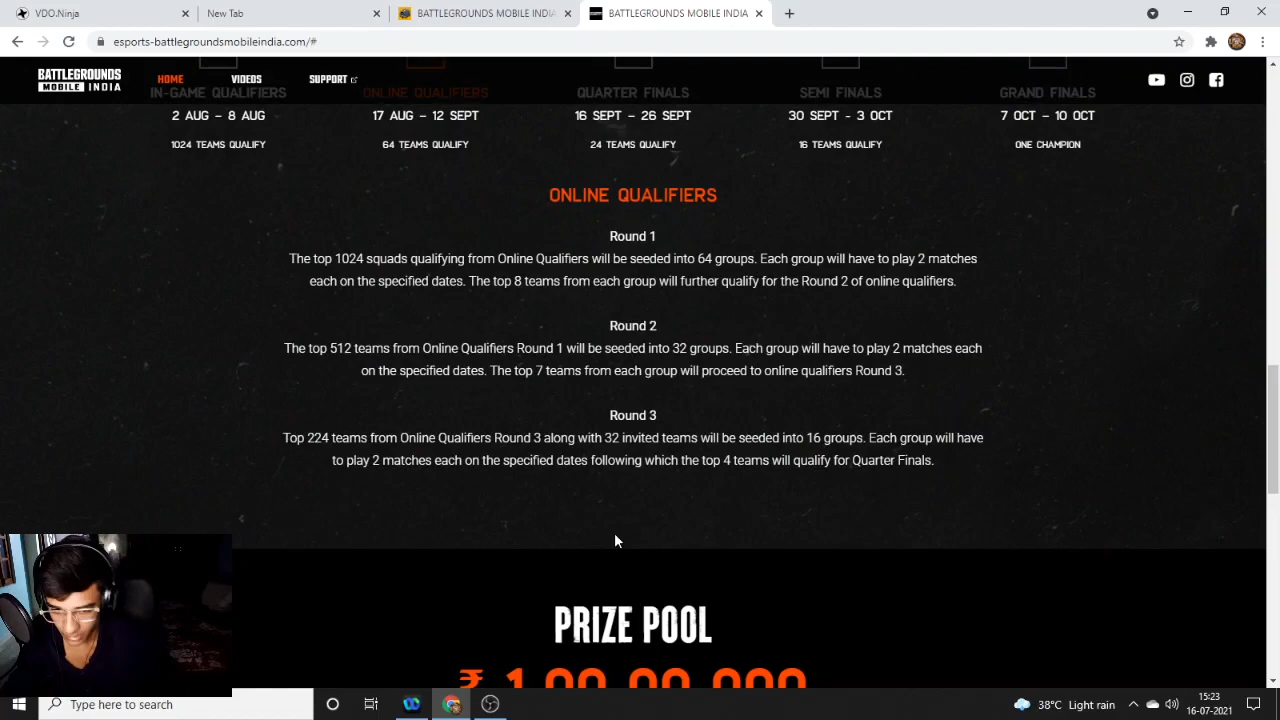 VDO.Ninja
New Tab
BATTLEGROUNDS MOBILE INDIA
BATTLEGROUNDS MOBILE INDIA
esports-battlegroundsmobileindia.com/#
BATTLEGROUNDS
MOBILE INDIA
HOME
VIDEOS
SUPPORT
IN-GAME QUALIFIERS
ONLINE QUALIFIERS
QUARTER FINALS
SEMI FINALS
GRAND FINALS
2 AUG – 8 AUG
17 AUG – 12 SEPT
16 SEPT – 26 SEPT
30 SEPT - 3 OCT
7 OCT – 10 OCT
1024 TEAMS QUALIFY
64 TEAMS QUALIFY
24 TEAMS QUALIFY
16 TEAMS QUALIFY
ONE CHAMPION
ONLINE QUALIFIERS
Round 1
The top 1024 squads qualifying from Online Qualifiers will be seeded into 64 groups. Each group will have to play 2 matches
each on the specified dates. The top 8 teams from each group will further qualify for the Round 2 of online qualifiers.
Round 2
The top 512 teams from Online Qualifiers Round 1 will be seeded into 32 groups. Each group will have to play 2 matches each
on the specified dates. The top 7 teams from each group will proceed to online qualifiers Round 3.
Round 3
Top 224 teams from Online Qualifiers Round 3 along with 32 invited teams will be seeded into 16 groups. Each group will have
to play 2 matches each on the specified dates following which the top 4 teams will qualify for Quarter Finals.
PRIZE POOL
₹ 1,00,00,000
Type here to search
38°C Light rain
15:23
16-07-2021